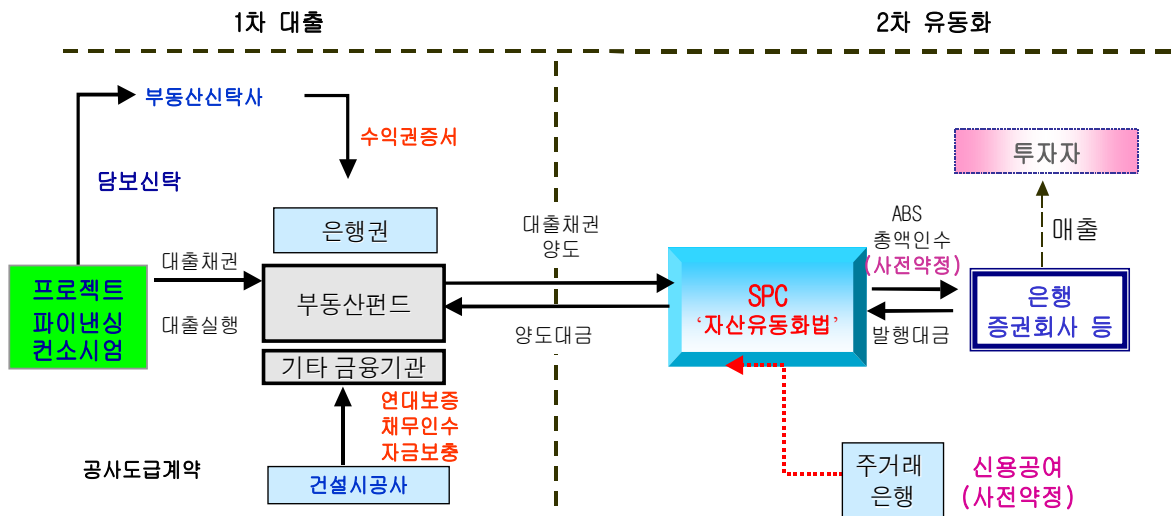 1차 대출
2차 유동화
부동산신탁사
수익권증서
담보신탁
투자자
은행권
대출채권
양도
ABS
총액인수
(사전약정)
매출
대출채권
프로젝트
파이낸싱
컨소시엄
부동산펀드
SPC
‘자산유동화법’
은행
증권회사 등
대출실행
양도대금
발행대금
기타 금융기관
연대보증
채무인수
자금보충
공사도급계약
건설시공사
주거래
은행
신용공여
(사전약정)